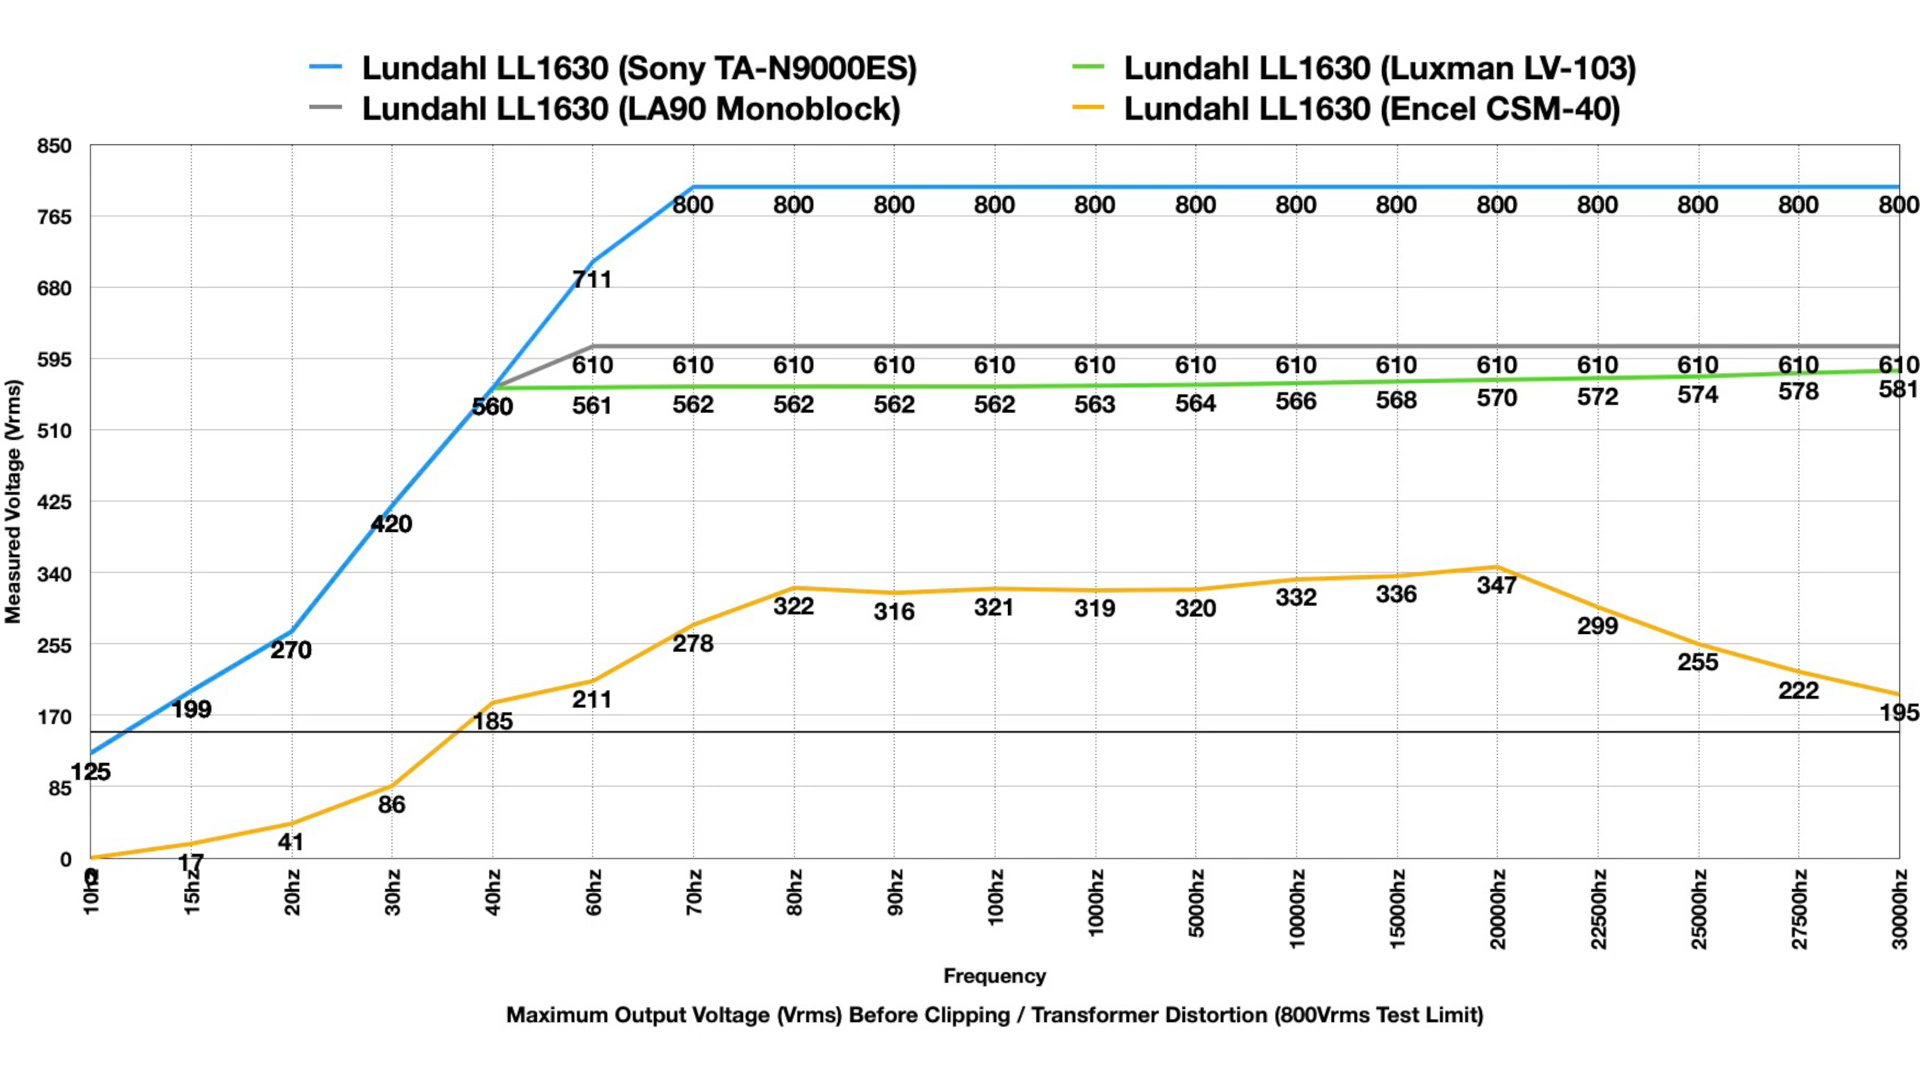 Lundahl LL1630 (Sony TA-N9000ES) Lundahl LL1630 (Luxman LV-103)
Lundahl LL1630 (LA90 Monoblock) Lundahl LL1630 (Encel CSM-40)
Measured Voltage (Vrms)
850
765
680
595
510
425
340
255
170
85
0
800 800 800 800 800 800 800 800 800 800 800 800 800
711
610 610 610 610 610 610 610 610 610 610 610 610 610 610
560 561 562 562 562 562 563 564 566 568 570 572 574 578 581
420
270
199
125
0 17 41 86 185 211 278 322 316 321 319 320 332 336 347 299 255 222 195
10hz 15hz 20hz 30hz 40hz 60hz 70hz 80hz 90hz 100hz 1000hz 5000hz 10000hz 15000hz 20000hz 22500hz 25000hz 27500hz 30000hz
Frequency
Maximum Output Voltage (Vrms) Before Clipping / Transformer Distortion (800Vrms Test Limit)